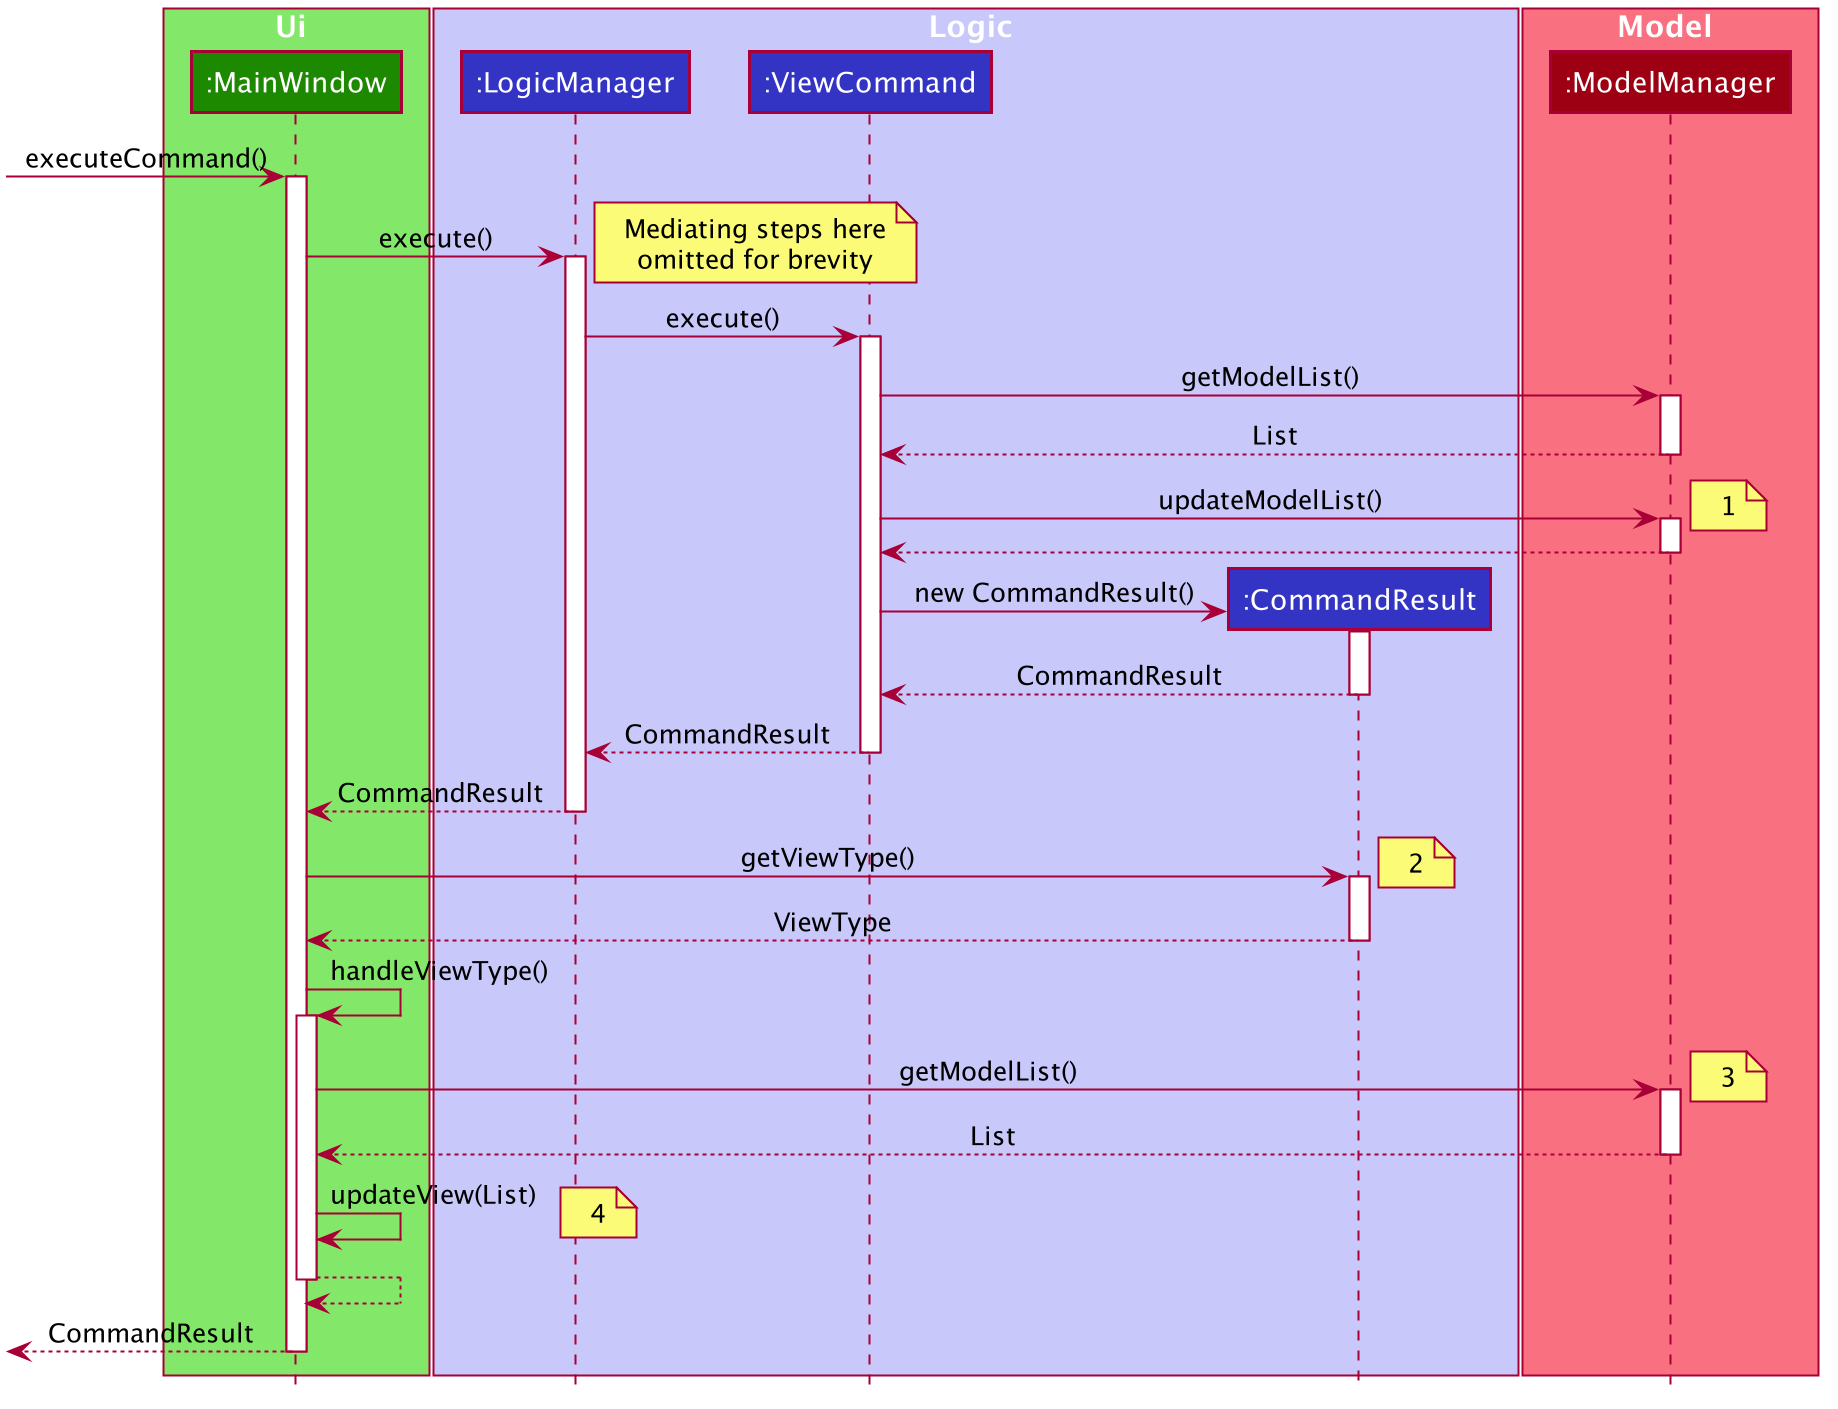 Ui
Logic
Model
:MainWindow
:LogicManager
:ViewCommand
:ModelManager
executeCommand()
Mediating steps here
omitted for brevity
execute()
execute()
getModelList()
List
updateModelList()
1
new CommandResult()
:CommandResult
CommandResult
CommandResult
CommandResult
getViewType()
2
ViewType
handleViewType()
getModelList()
3
List
updateView(List)
4
CommandResult